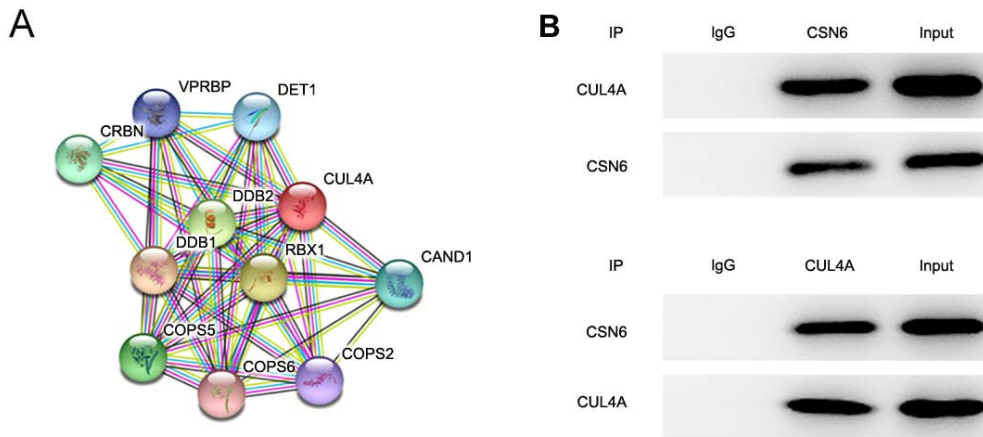 A
VPRBP
DET1
CRBN
CUL4A
DDB2
DDB1
RBX1
CAND1
COPS5
COPS6
COPS2
B
IP IgG CSN6 Input
CUL4A
CSN6
IP IgG CUL4A Input
CSN6
CUL4A